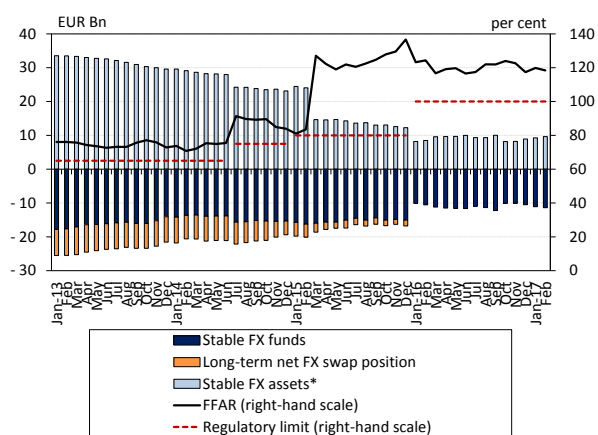 EUR Bn per cent
40 140
30 120
20 100
10 80
0 60
- 10 40
- 20 20
- 30 0
Jan-13 Feb Mar Apr May Jun Jul Aug Sep Oct Nov Dec Jan-14 Feb Mar Apr May Jun Jul Aug Sep Oct Nov Dec Jan-15 Feb Mar Apr May Jun Jul Aug Sep Oct Nov Dec Jan-16 Feb Mar Apr May Jun Jul Aug Sep Oct Nov Dec Jan-17 Feb
Stable FX funds
Long-term net FX swap position
Stable FX assets*
FFAR (right-hand scale)
Regulatory limit (right-hand scale)